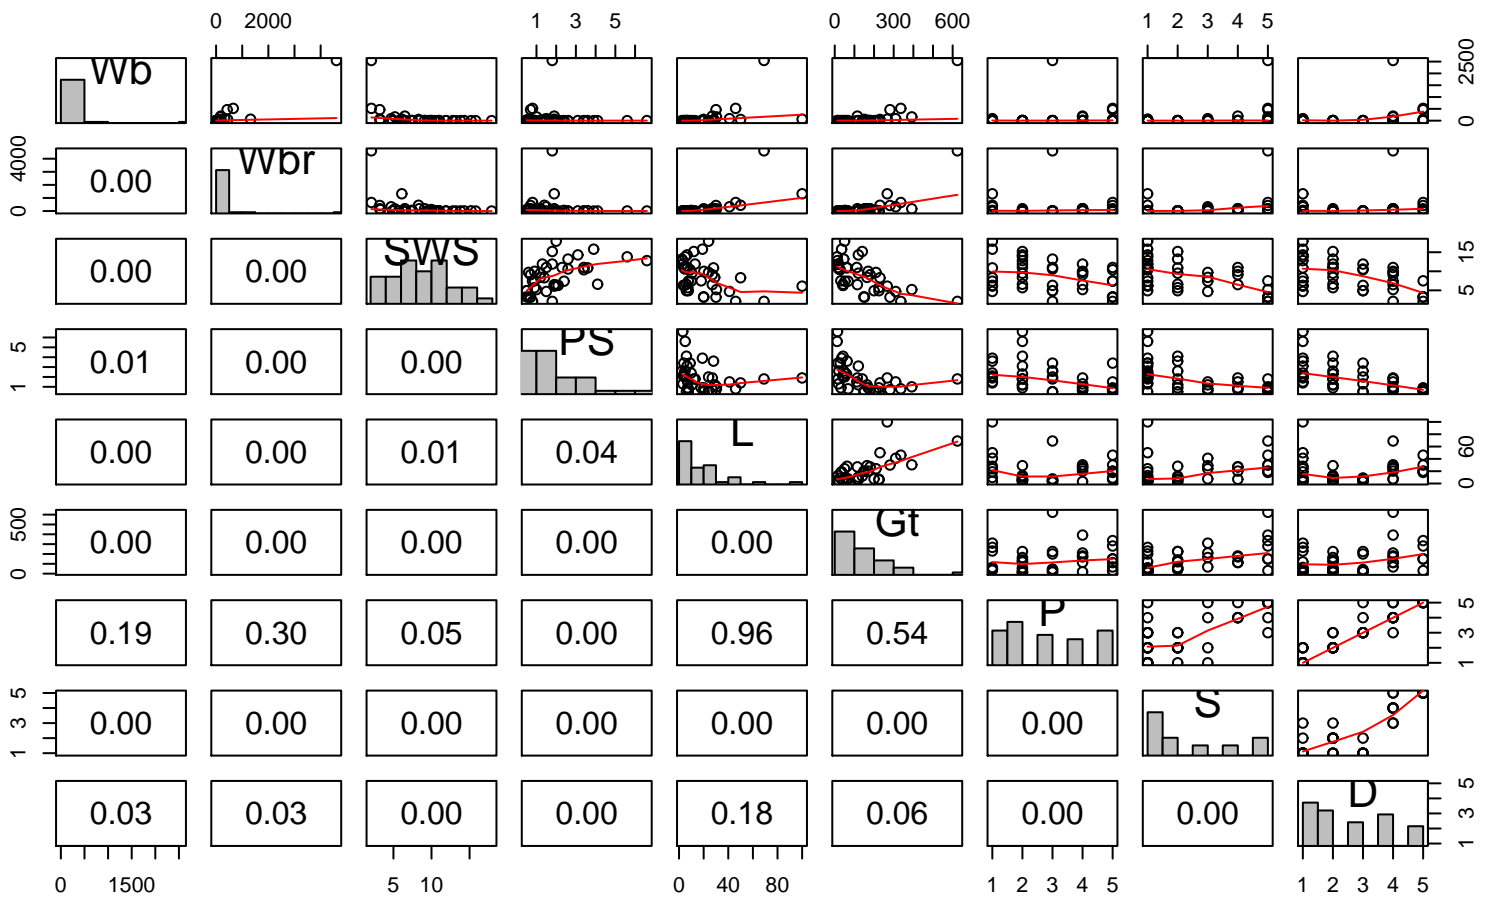 0 2000 1 3 5 0 300 600 1 2 3 4 5
Wb 0 2500
0 4000 0.00 Wbr
0.00 0.00 SWS 5 15
1 5 0.01 0.00 0.00 PS
0.00 0.00 0.01 0.04 L 0 60
0 500 0.00 0.00 0.00 0.00 0.00 Gt
0.19 0.30 0.05 0.00 0.96 0.54 P 1 3 5
1 3 5 0.00 0.00 0.00 0.00 0.00 0.00 0.00 S
0.03 0.03 0.00 0.00 0.18 0.06 0.00 0.00 D 1 3 5
0 1500 5 10 0 40 80 1 2 3 4 5 1 2 3 4 5